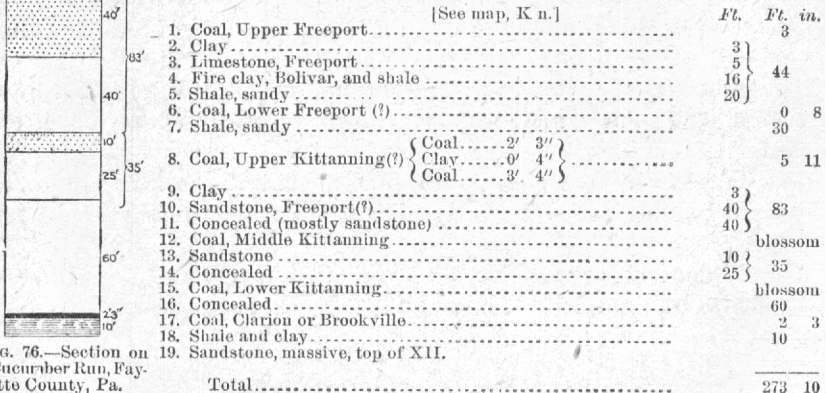 [See map, K n.]
Ft. Ft. in.
1. Coal, Upper Freeport 3
2. Clay 3
3. Limestone, Freeport 5
4. Fire clay, Bolivar, and shale 16 44
5. Shale, sandy 20
6. Coal, Lower Freeport (?) 0 8
7. Shale, sandy 30
Coal......2' 3"
8. Coal, Upper Kittanning(?) Clay......0' 4" 5 11
Coal......3'. 4"
9. Clay 3
10. Sandstone, Freeport(?) 40 83
11. Concealed (mostly sandstone) 40
12. Coal, Middle Kittanning blossom
13. Sandstone 10 35
14. Concealed 25
15. Coal, Lower Kittanning blossom
16. Concealed 60
17. Coal, Clarion or Brookville 2 3
18. Shale and clay 10
19. Sandstone, massive, top of XII.
Total 273 10
40'
83'
40'
10'
35'
25'
60'
2'3"
10'
G. 76.—Section on
Cucumber Run, Fay-
tte County, Pa.